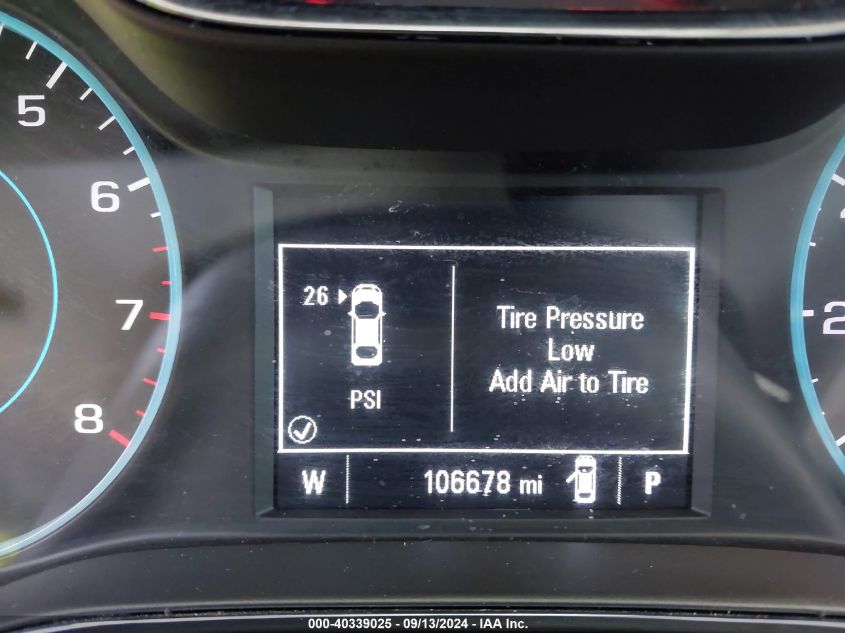 5
6
7
8
26
PSI
Tire Pressure
Low
Add Air to Tire
W
106678 mi
P
2
000-40339025 - 09/13/2024 - IAA Inc.